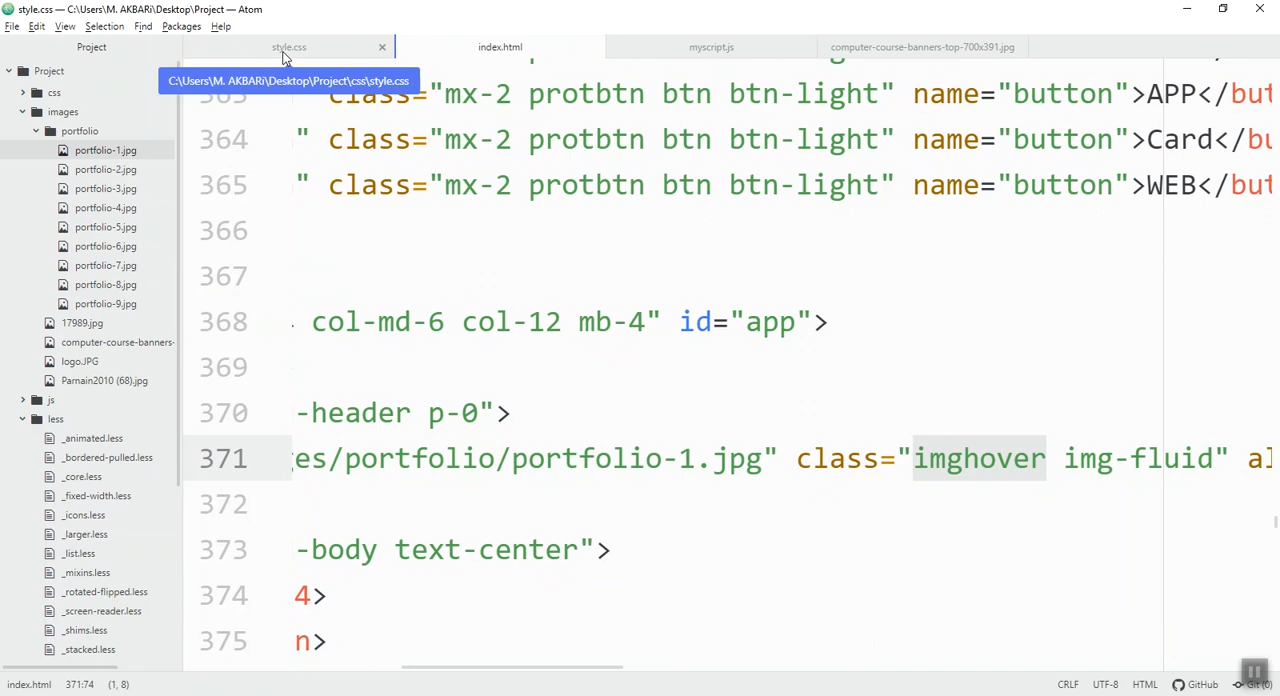 style.css — C:\Users\M. AKBARi\Desktop\Project — Atom
File Edit View Selection Find Packages Help
Project
style.css
index.html
myscript.js
computer-course-banners-top-700x391.jpg
C:\Users\M. AKBARi\Desktop\Project\css\style.css
Project
css
images
portfolio
portfolio-1.jpg
portfolio-2.jpg
portfolio-3.jpg
portfolio-4.jpg
portfolio-5.jpg
portfolio-6.jpg
portfolio-7.jpg
portfolio-8.jpg
portfolio-9.jpg
17989.jpg
computer-course-banners-
logo.JPG
Parnain2010 (68).jpg
js
less
_animated.less
_bordered-pulled.less
_core.less
_fixed-width.less
_icons.less
_larger.less
_list.less
_mixins.less
_rotated-flipped.less
_screen-reader.less
_shims.less
_stacked.less
class="mx-2 protbtn btn btn-light" name="button">APP</but
364 " class="mx-2 protbtn btn btn-light" name="button">Card</bu
365 " class="mx-2 protbtn btn btn-light" name="button">WEB</but
366
367
368 col-md-6 col-12 mb-4" id="app">
369
370 -header p-0">
371 es/portfolio/portfolio-1.jpg" class="imghover img-fluid" al
372
373 -body text-center">
374 4>
375 n>
index.html 371:74 (1, 8)
CRLF UTF-8 HTML GitHub Git (0)